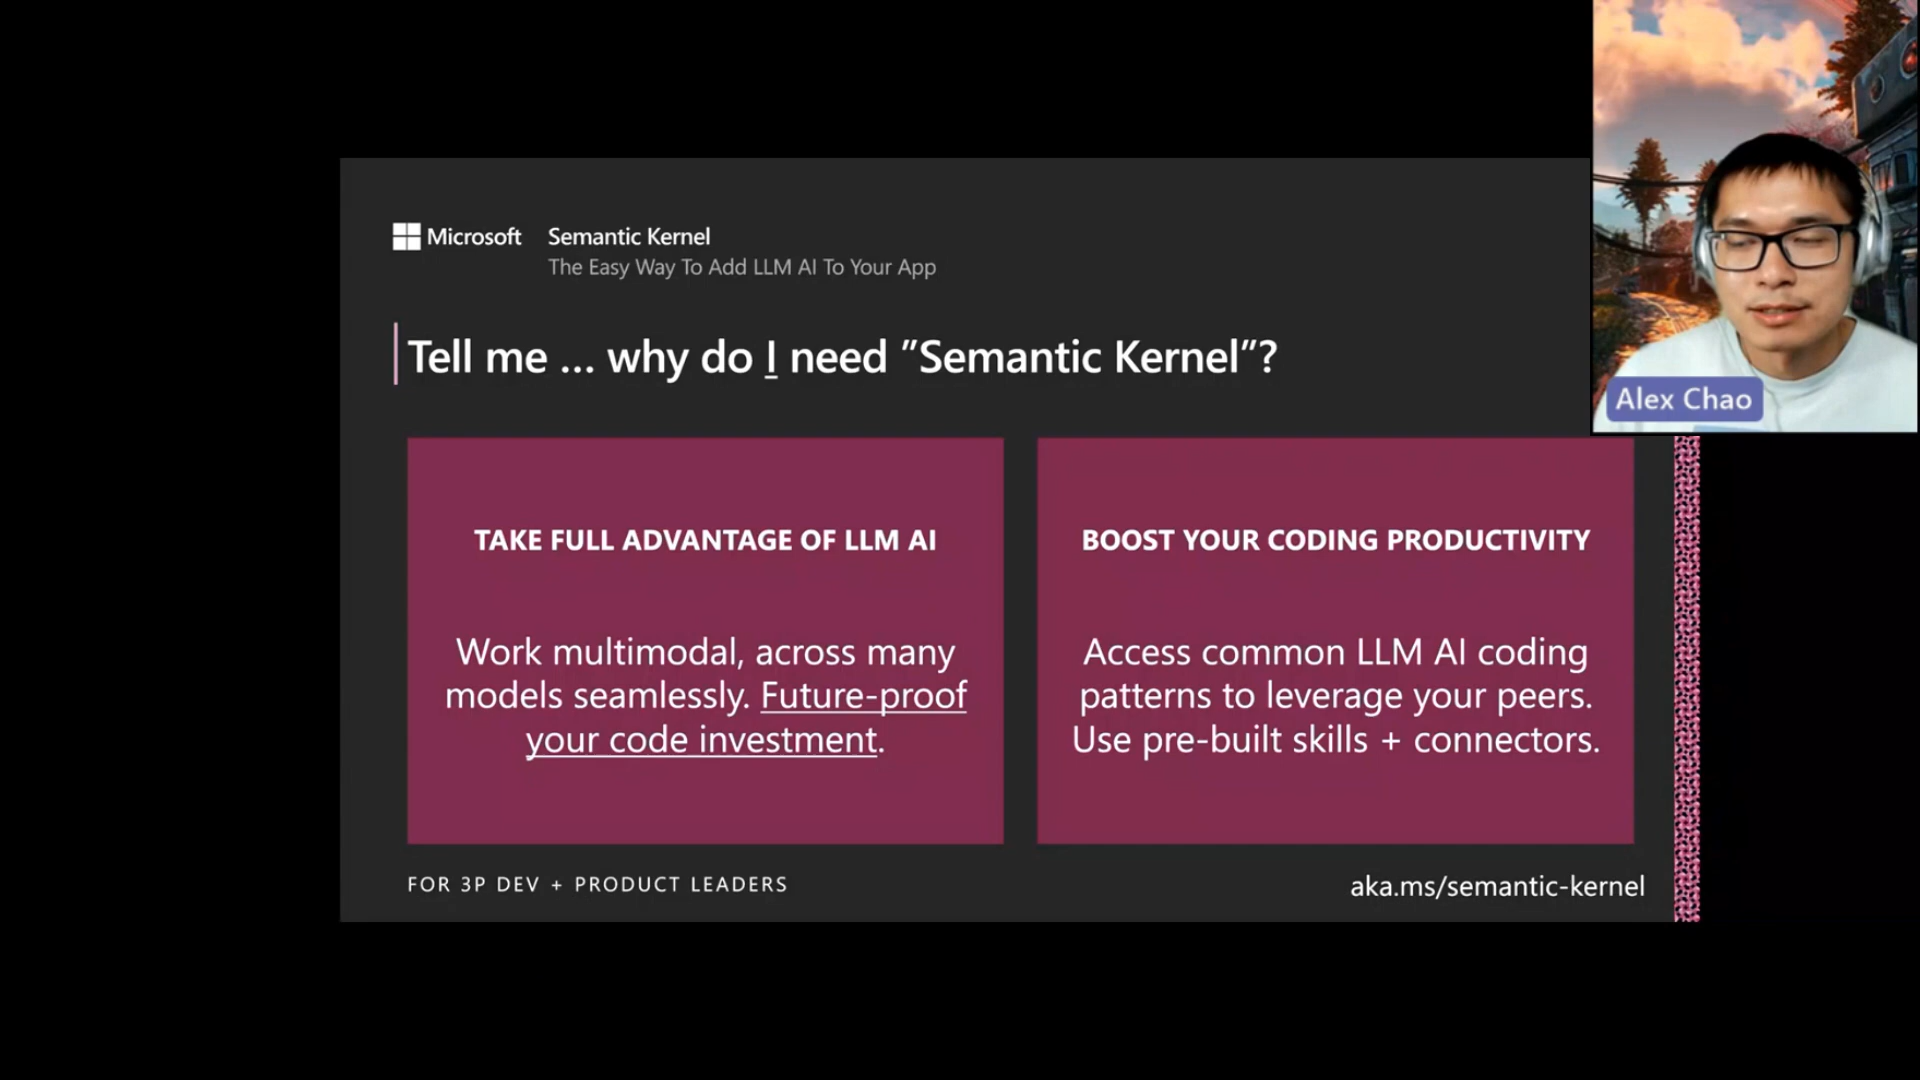 Microsoft
Semantic Kernel
The Easy Way To Add LLM AI To Your App
Tell me ... why do I need ”Semantic Kernel”?
TAKE FULL ADVANTAGE OF LLM AI
Work multimodal, across many
models seamlessly. Future-proof
your code investment.
BOOST YOUR CODING PRODUCTIVITY
Access common LLM AI coding
patterns to leverage your peers.
Use pre-built skills + connectors.
FOR 3P DEV + PRODUCT LEADERS
aka.ms/semantic-kernel
Alex Chao